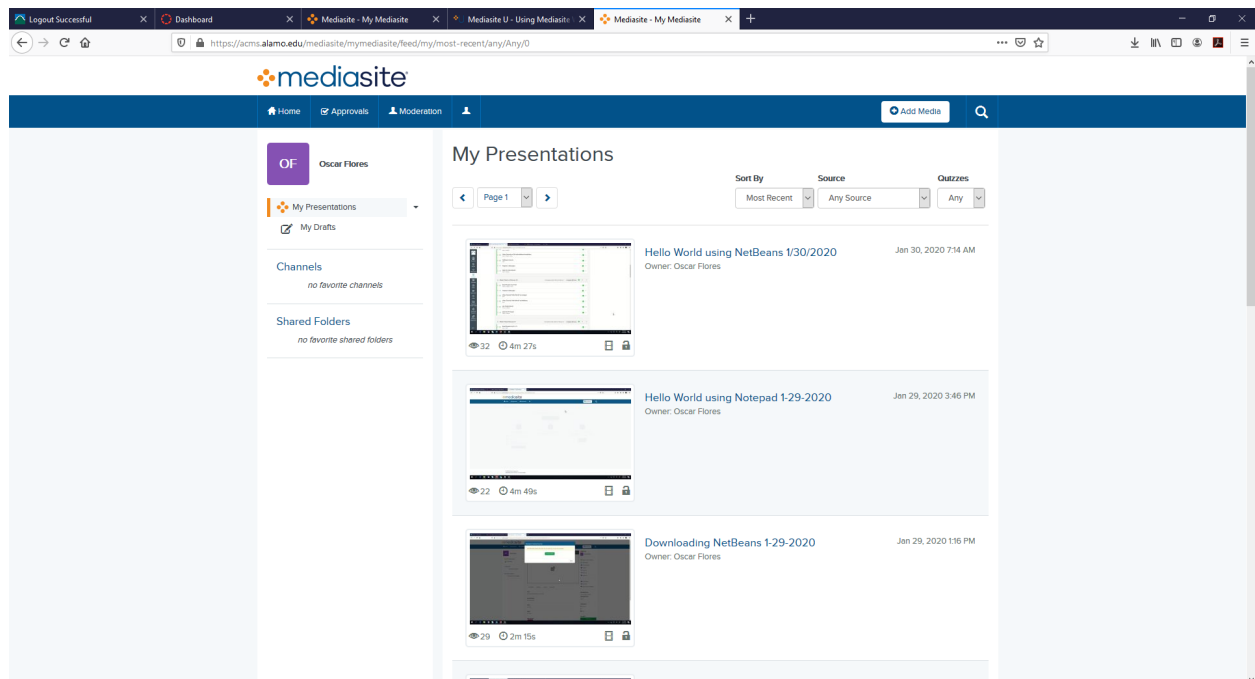 Logout Successful
Dashboard
Mediasite - My Mediasite
Mediasite U - Using Mediasite
Mediasite - My Mediasite
https://acms.alamo.edu/mediasite/mymediasite/feed/my/most-recent/any/Any/0
mediasite
Home Approvals Moderation Add Media
OF Oscar Flores
My Presentations
My Drafts
Channels
no favorite channels
Shared Folders
no favorite shared folders
My Presentations
Sort By Source Quizzes
Page 1 Most Recent Any Source Any
Hello World using NetBeans 1/30/2020 Jan 30, 2020 7:14 AM
Owner: Oscar Flores
32 4m 27s
Hello World using Notepad 1-29-2020 Jan 29, 2020 3:46 PM
Owner: Oscar Flores
22 4m 49s
Downloading NetBeans 1-29-2020 Jan 29, 2020 1:16 PM
Owner: Oscar Flores
29 2m 15s